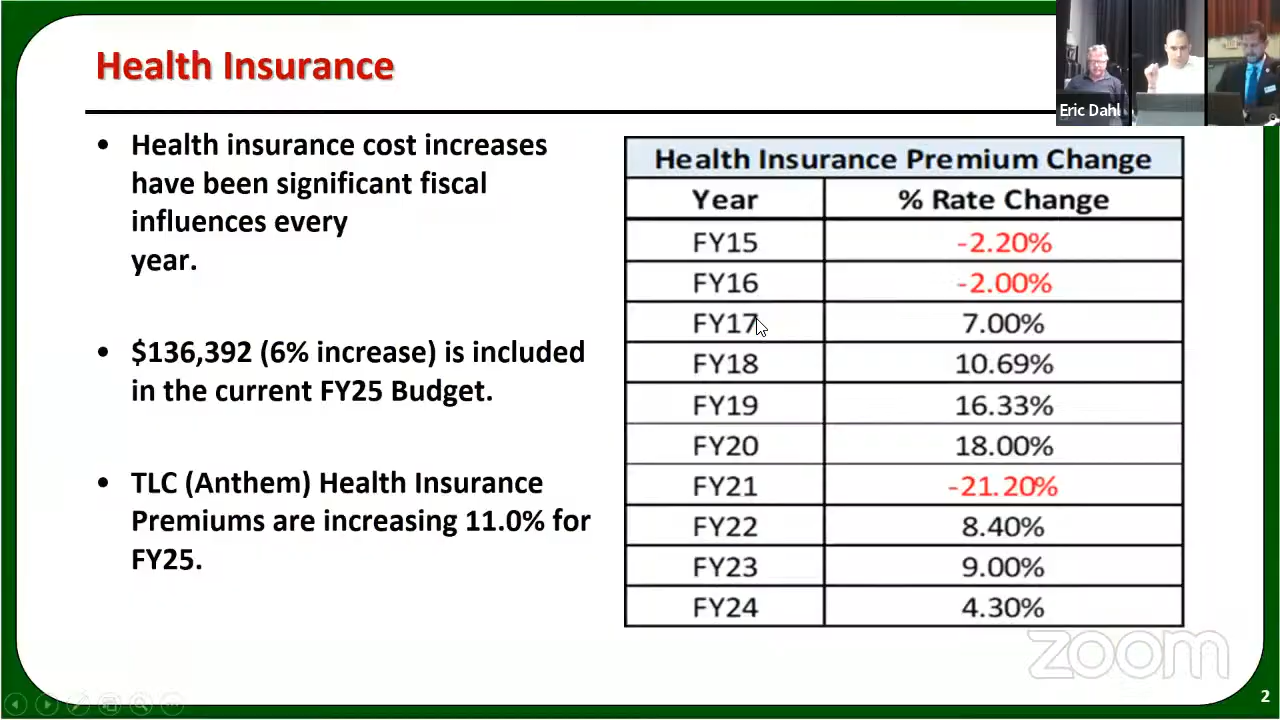 Health Insurance
Eric Dahl
• Health insurance cost increases
have been significant fiscal
influences every
year.
• $136,392 (6% increase) is included
in the current FY25 Budget.
• TLC (Anthem) Health Insurance
Premiums are increasing 11.0% for
FY25.
Health Insurance Premium Change
Year % Rate Change
FY15 -2.20%
FY16 -2.00%
FY17 7.00%
FY18 10.69%
FY19 16.33%
FY20 18.00%
FY21 -21.20%
FY22 8.40%
FY23 9.00%
FY24 4.30%
zoom
2